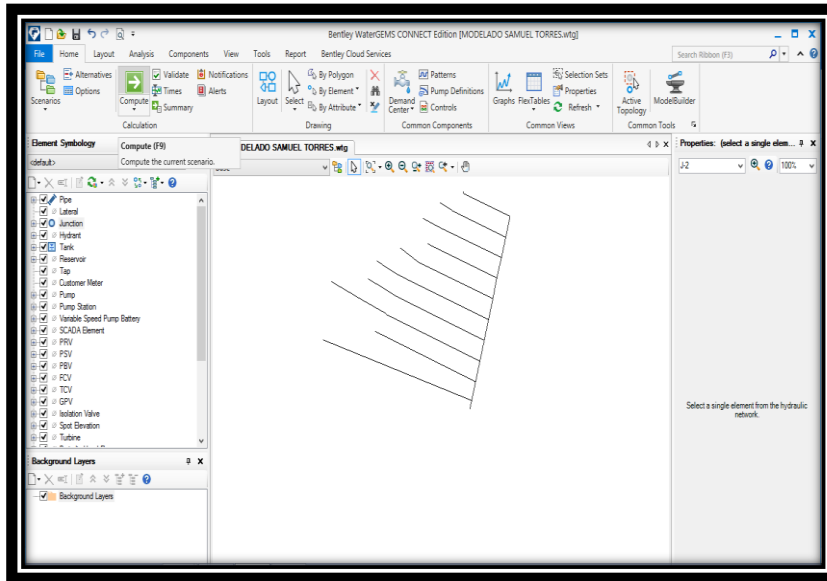 Bentley WaterGEMS CONNECT Edition [MODELADO SAMUEL TORRES.wtg]
File Home Layout Analysis Components View Tools Report Bentley Cloud Services Search Ribbon (F3)
Scenarios
Alternatives
Options
Compute
Validate
Times
Summary
Notifications
Alerts
Calculation
Layout
Select
By Polygon
By Element
By Attribute
Drawing
Demand Center
Patterns
Pump Definitions
Controls
Common Components
Graphs
FlexTables
Selection Sets
Properties
Refresh
Common Views
Active Topology
ModelBuilder
Common Tools
Element Symbology
<default>
Compute (F9)
Compute the current scenario.
DELADO SAMUEL TORRES.wtg
Properties: (select a single elem...
J-2
100%
Pipe
Lateral
Junction
Hydrant
Tank
Reservoir
Tap
Customer Meter
Pump
Pump Station
Variable Speed Pump Battery
SCADA Element
PRV
PSV
PBV
FCV
TCV
GPV
Isolation Valve
Spot Elevation
Turbine
Select a single element from the hydraulic
network.
Background Layers
Background Layers